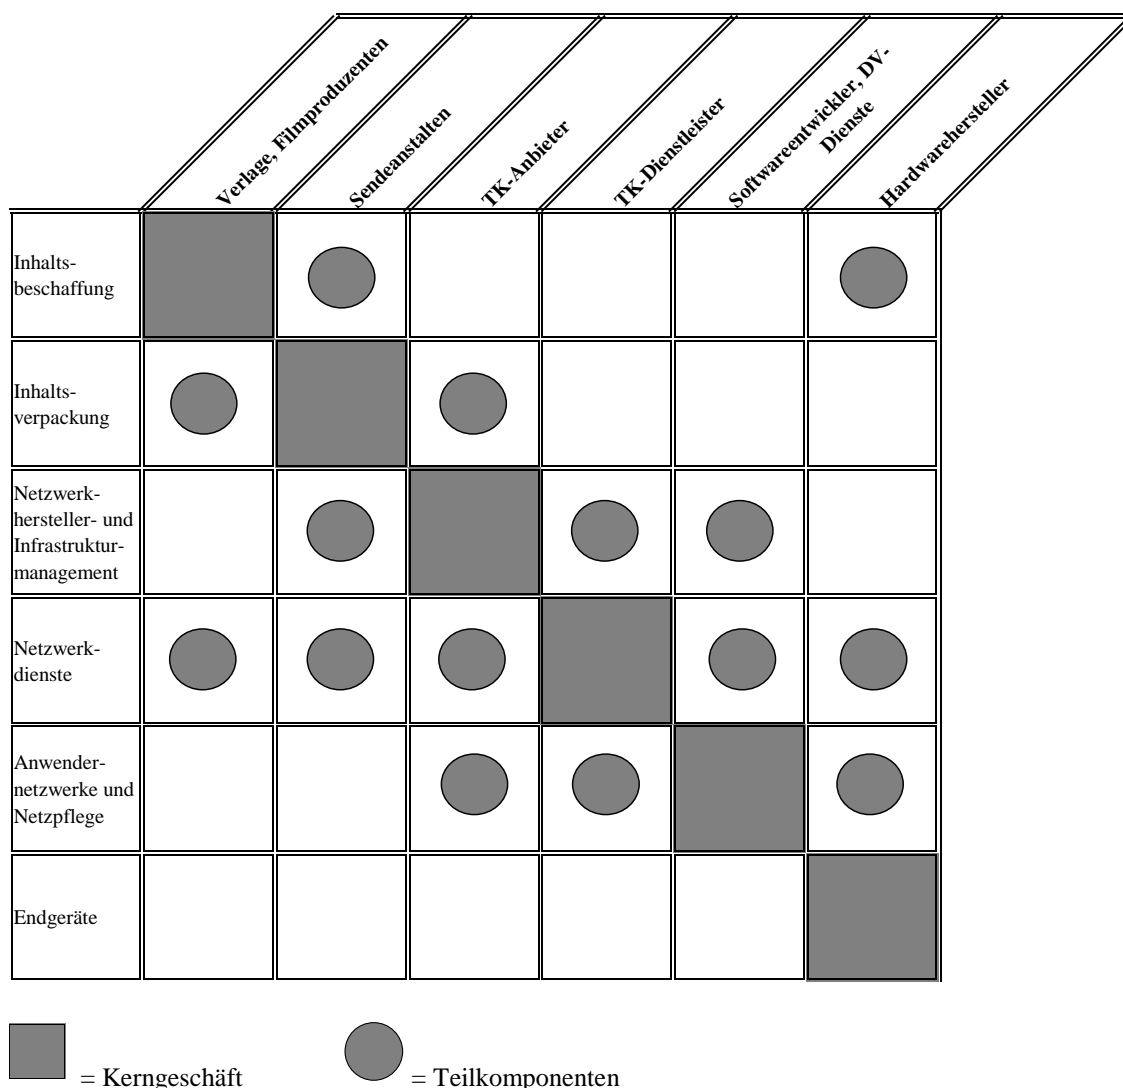 Verlage, Filmproduzenten
Sendeanstalten
TK-Anbieter
TK-Dienstleister
Softwareentwickler, DV-
Dienste
Hardwarehersteller
Inhalts-
beschaffung
Inhalts-
verpackung
Netzwerk-
hersteller- und
Infrastruktur-
management
Netzwerk-
dienste
Anwender-
netzwerke und
Netzpflege
Endgeräte
= Kerngeschäft
= Teilkomponenten